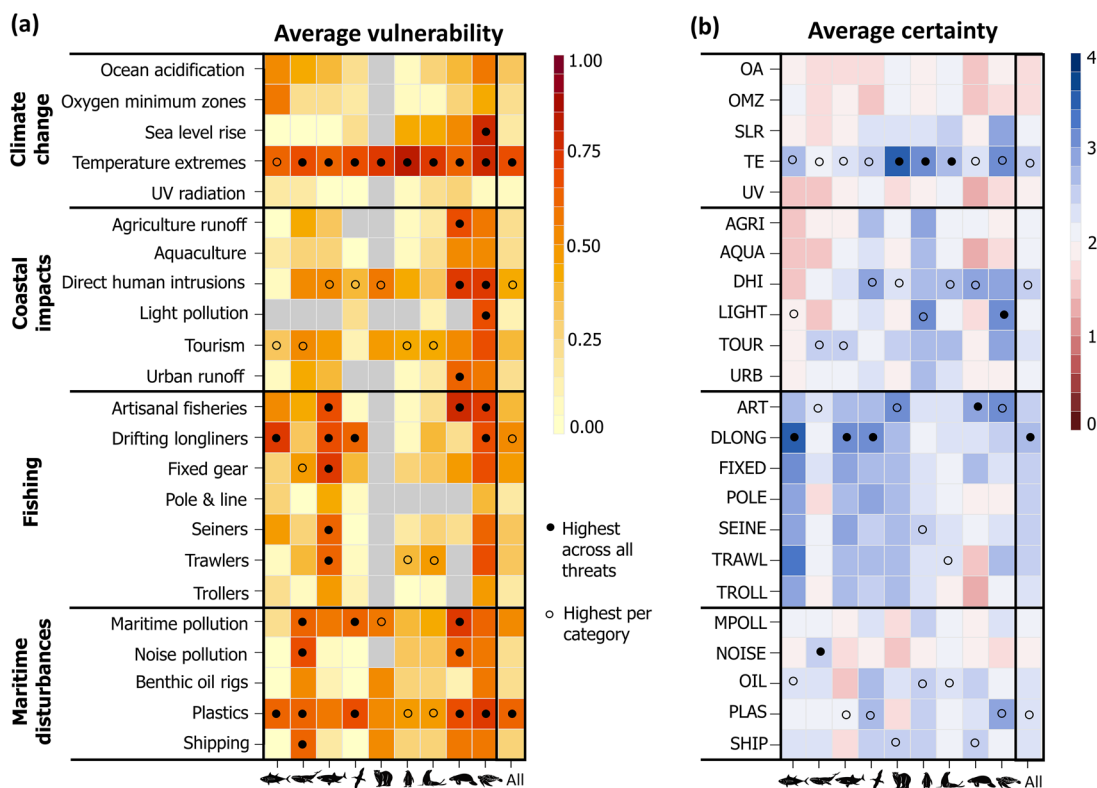 (a)
Average vulnerability
Climate
change
Ocean acidification
Oxygen minimum zones
Sea level rise
Temperature extremes
UV radiation
Coastal
impacts
Agriculture runoff
Aquaculture
Direct human intrusions
Light pollution
Tourism
Urban runoff
Fishing
Artisanal fisheries
Drifting longliners
Fixed gear
Pole & line
Seiners
Trawlers
Trollers
Maritime
disturbances
Maritime pollution
Noise pollution
Benthic oil rigs
Plastics
Shipping
All
1.00
0.75
0.50
0.25
0.00
Highest
across all
threats
Highest per
category
(b)
Average certainty
OA
OMZ
SLR
TE
UV
AGRI
AQUA
DHI
LIGHT
TOUR
URB
ART
DLONG
FIXED
POLE
SEINE
TRAWL
TROLL
MPOLL
NOISE
OIL
PLAS
SHIP
All
4
3
2
1
0